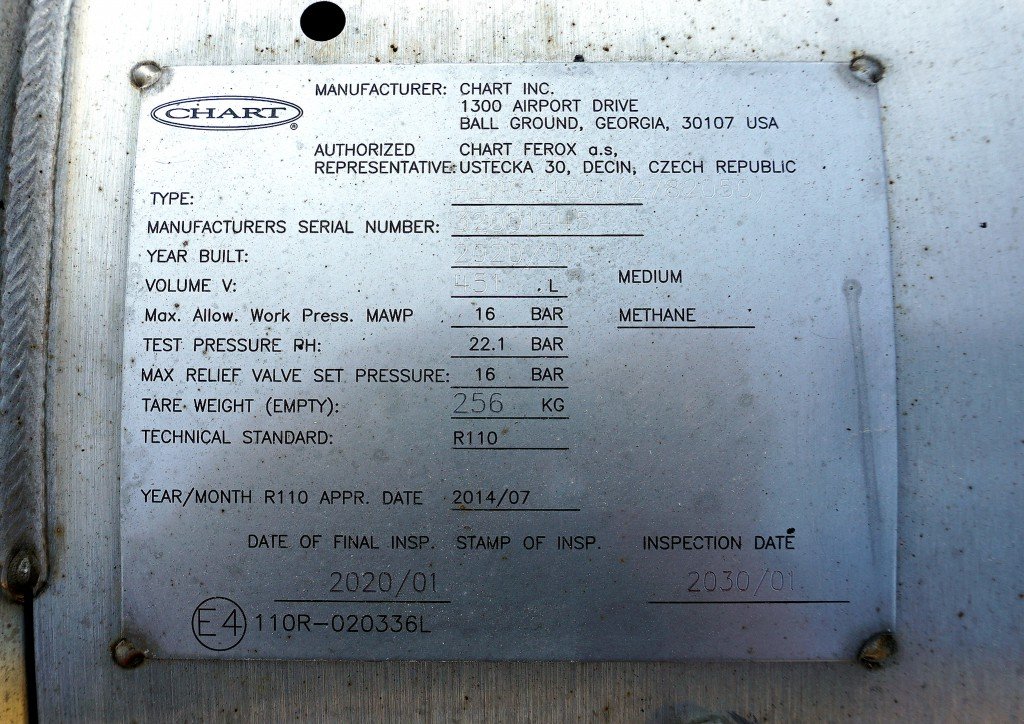 CHART®
MANUFACTURER: CHART INC.
1300 AIRPORT DRIVE
BALL GROUND, GEORGIA, 30107 USA
AUTHORIZED CHART FEROX a.s,
REPRESENTATIVE: USTECKA 30, DECIN, CZECH REPUBLIC
TYPE:
MANUFACTURERS SERIAL NUMBER:
YEAR BUILT:
VOLUME V: L
MEDIUM
Max. Allow. Work Press. MAWP 16 BAR METHANE
TEST PRESSURE PH: 22.1 BAR
MAX RELIEF VALVE SET PRESSURE: 16 BAR
TARE WEIGHT (EMPTY): 256 KG
TECHNICAL STANDARD: R110
YEAR/MONTH R110 APPR. DATE 2014/07
DATE OF FINAL INSP. STAMP OF INSP. INSPECTION DATE
2020/01 2030/01
E4 110R-020336L